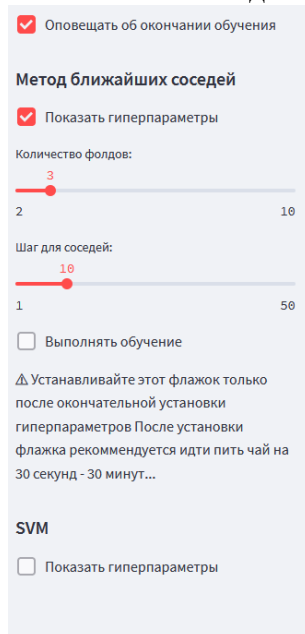 Оповещать об окончании обучения
Метод ближайших соседей
Показать гиперпараметры
Количество фолдов:
3
2 10
Шаг для соседей:
10
1 50
Выполнять обучение
⚠ Устанавливайте этот флажок только
после окончательной установки
гиперпараметров После установки
флажка рекоммендуется идти пить чай на
30 секунд - 30 минут...
SVM
Показать гиперпараметры